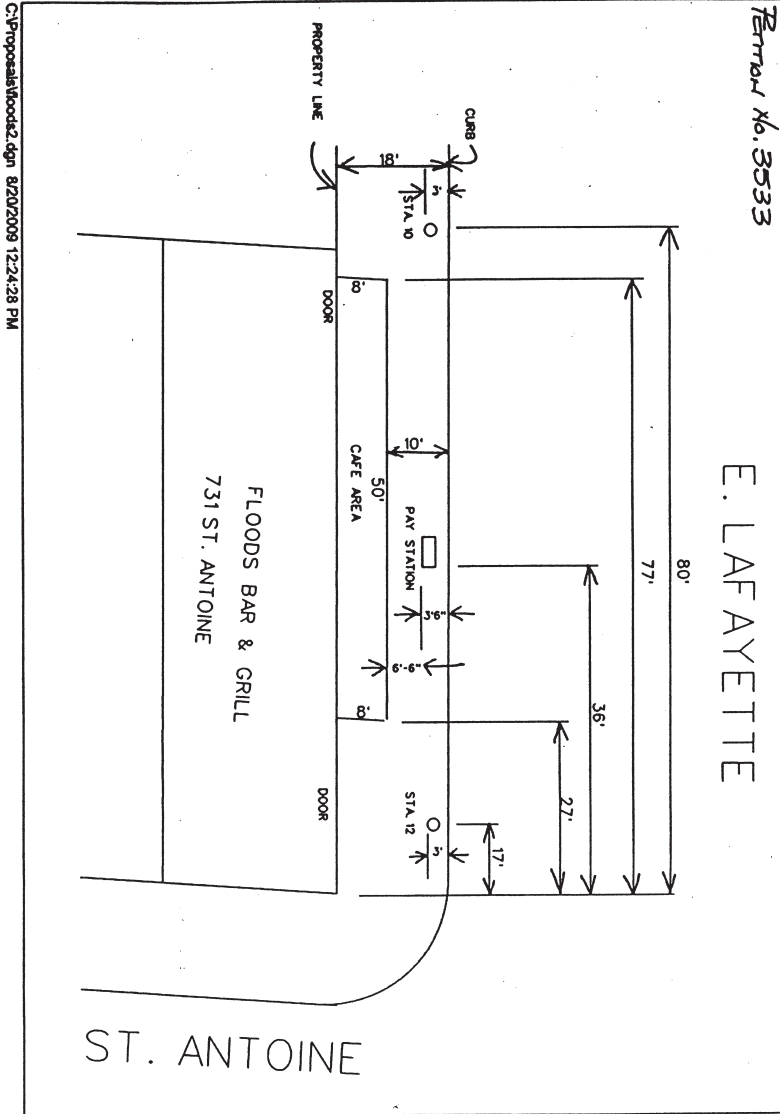 Petition No. 3533
E. LAFAYETTE
80'
77'
36'
27'
17'
CURB
PROPERTY LINE
18'
3'
STA. 10
8'
DOOR
10'
50'
CAFE AREA
PAY STATION
3'6"
6'-6"
8'
DOOR
STA. 12
3'
FLOODS BAR & GRILL
731 ST. ANTOINE
ST. ANTOINE
C:\Proposals\floods2.dgn 8/20/2009 12:24:28 PM